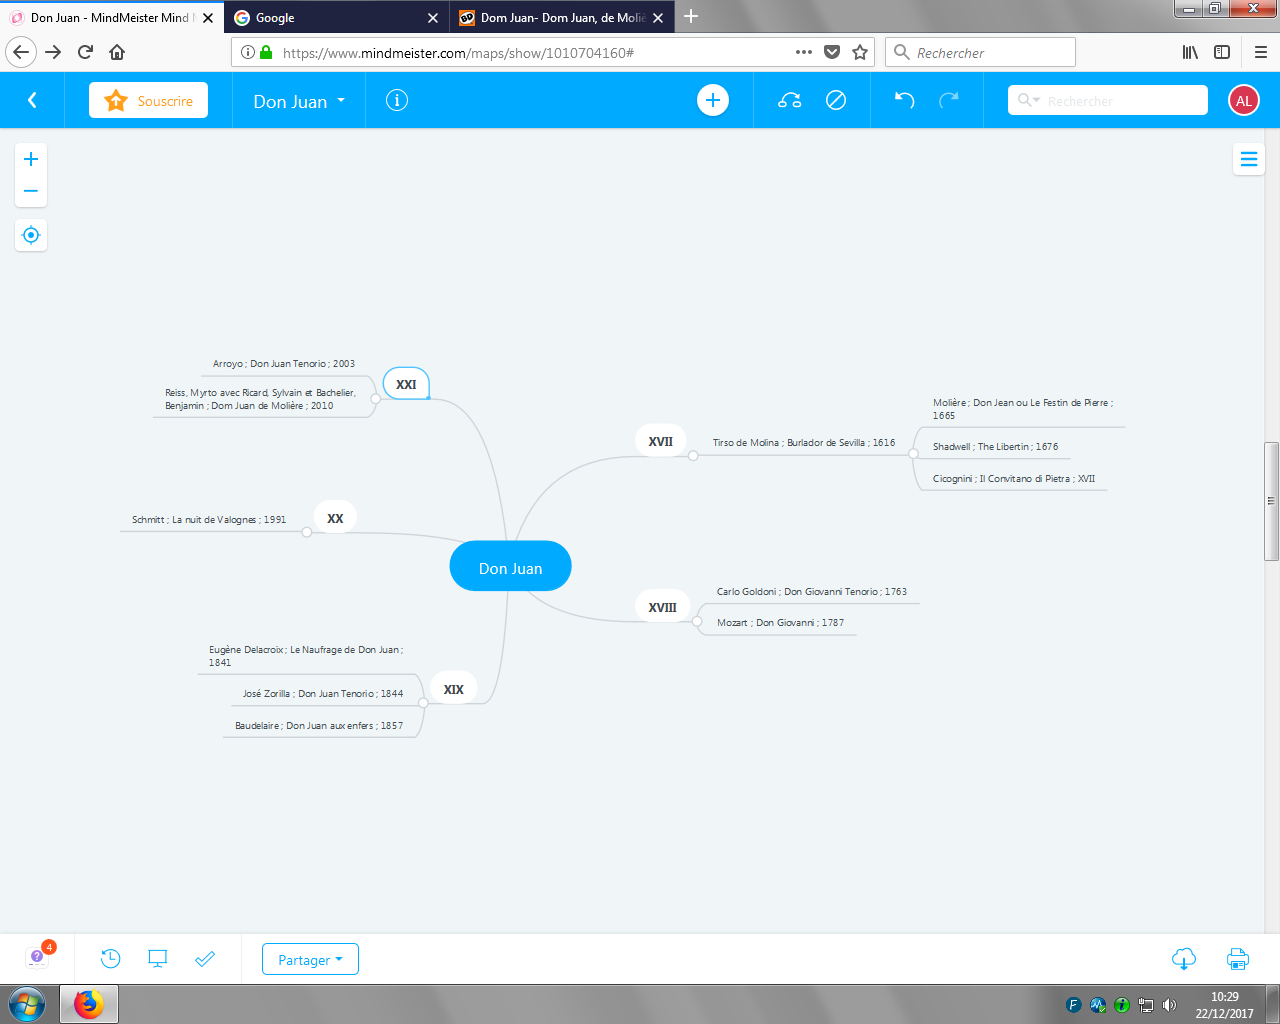 Don Juan - MindMeister Mind M
Google
Dom Juan- Dom Juan, de Moliè
https://www.mindmeister.com/maps/show/1010704160#
Rechercher
Souscrire
Don Juan
Rechercher
AL
Arroyo ; Don Juan Tenorio ; 2003
Reiss, Myrto avec Ricard, Sylvain et Bachelier,
Benjamin ; Dom Juan de Molière ; 2010
XXI
XVII
Tirso de Molina ; Burlador de Sevilla ; 1616
Molière ; Don Jean ou Le Festin de Pierre ;
1665
Shadwell ; The Libertin ; 1676
Cicognini ; Il Convitano di Pietra ; XVII
Schmitt ; La nuit de Valognes ; 1991
XX
Don Juan
XVIII
Carlo Goldoni ; Don Giovanni Tenorio ; 1763
Mozart ; Don Giovanni ; 1787
Eugène Delacroix ; Le Naufrage de Don Juan ;
1841
José Zorilla ; Don Juan Tenorio ; 1844
Baudelaire ; Don Juan aux enfers ; 1857
XIX
4
Partager
10:29
22/12/2017